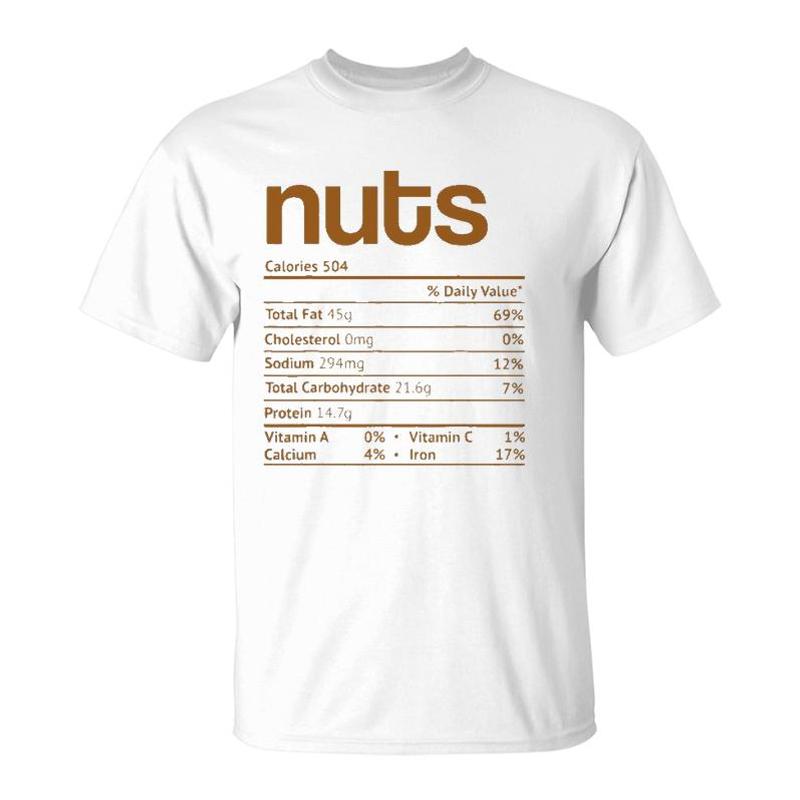 nuts
Calories 504
% Daily Value*
Total Fat 45g 69%
Cholesterol 0mg 0%
Sodium 294mg 12%
Total Carbohydrate 21.6g 7%
Protein 14.7g
Vitamin A 0% • Vitamin C 1%
Calcium 4% • Iron 17%